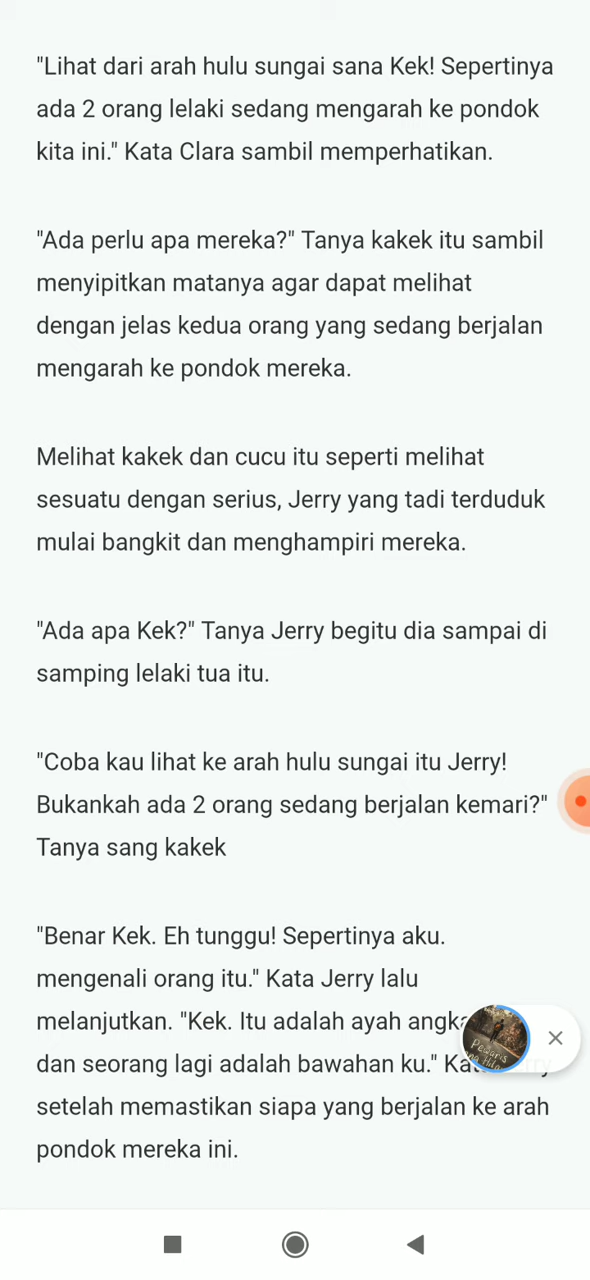 "Lihat dari arah hulu sungai sana Kek! Sepertinya
ada 2 orang lelaki sedang mengarah ke pondok
kita ini." Kata Clara sambil memperhatikan.
"Ada perlu apa mereka?" Tanya kakek itu sambil
menyipitkan matanya agar dapat melihat
dengan jelas kedua orang yang sedang berjalan
mengarah ke pondok mereka.
Melihat kakek dan cucu itu seperti melihat
sesuatu dengan serius, Jerry yang tadi terduduk
mulai bangkit dan menghampiri mereka.
"Ada apa Kek?" Tanya Jerry begitu dia sampai di
samping lelaki tua itu.
"Coba kau lihat ke arah hulu sungai itu Jerry!
Bukankah ada 2 orang sedang berjalan kemari?"
Tanya sang kakek
"Benar Kek. Eh tunggu! Sepertinya aku.
mengenali orang itu." Kata Jerry lalu
melanjutkan. "Kek. Itu adalah ayah
dan seorang lagi adalah bawahan ku."
setelah memastikan siapa yang berjalan ke arah
pondok mereka ini.